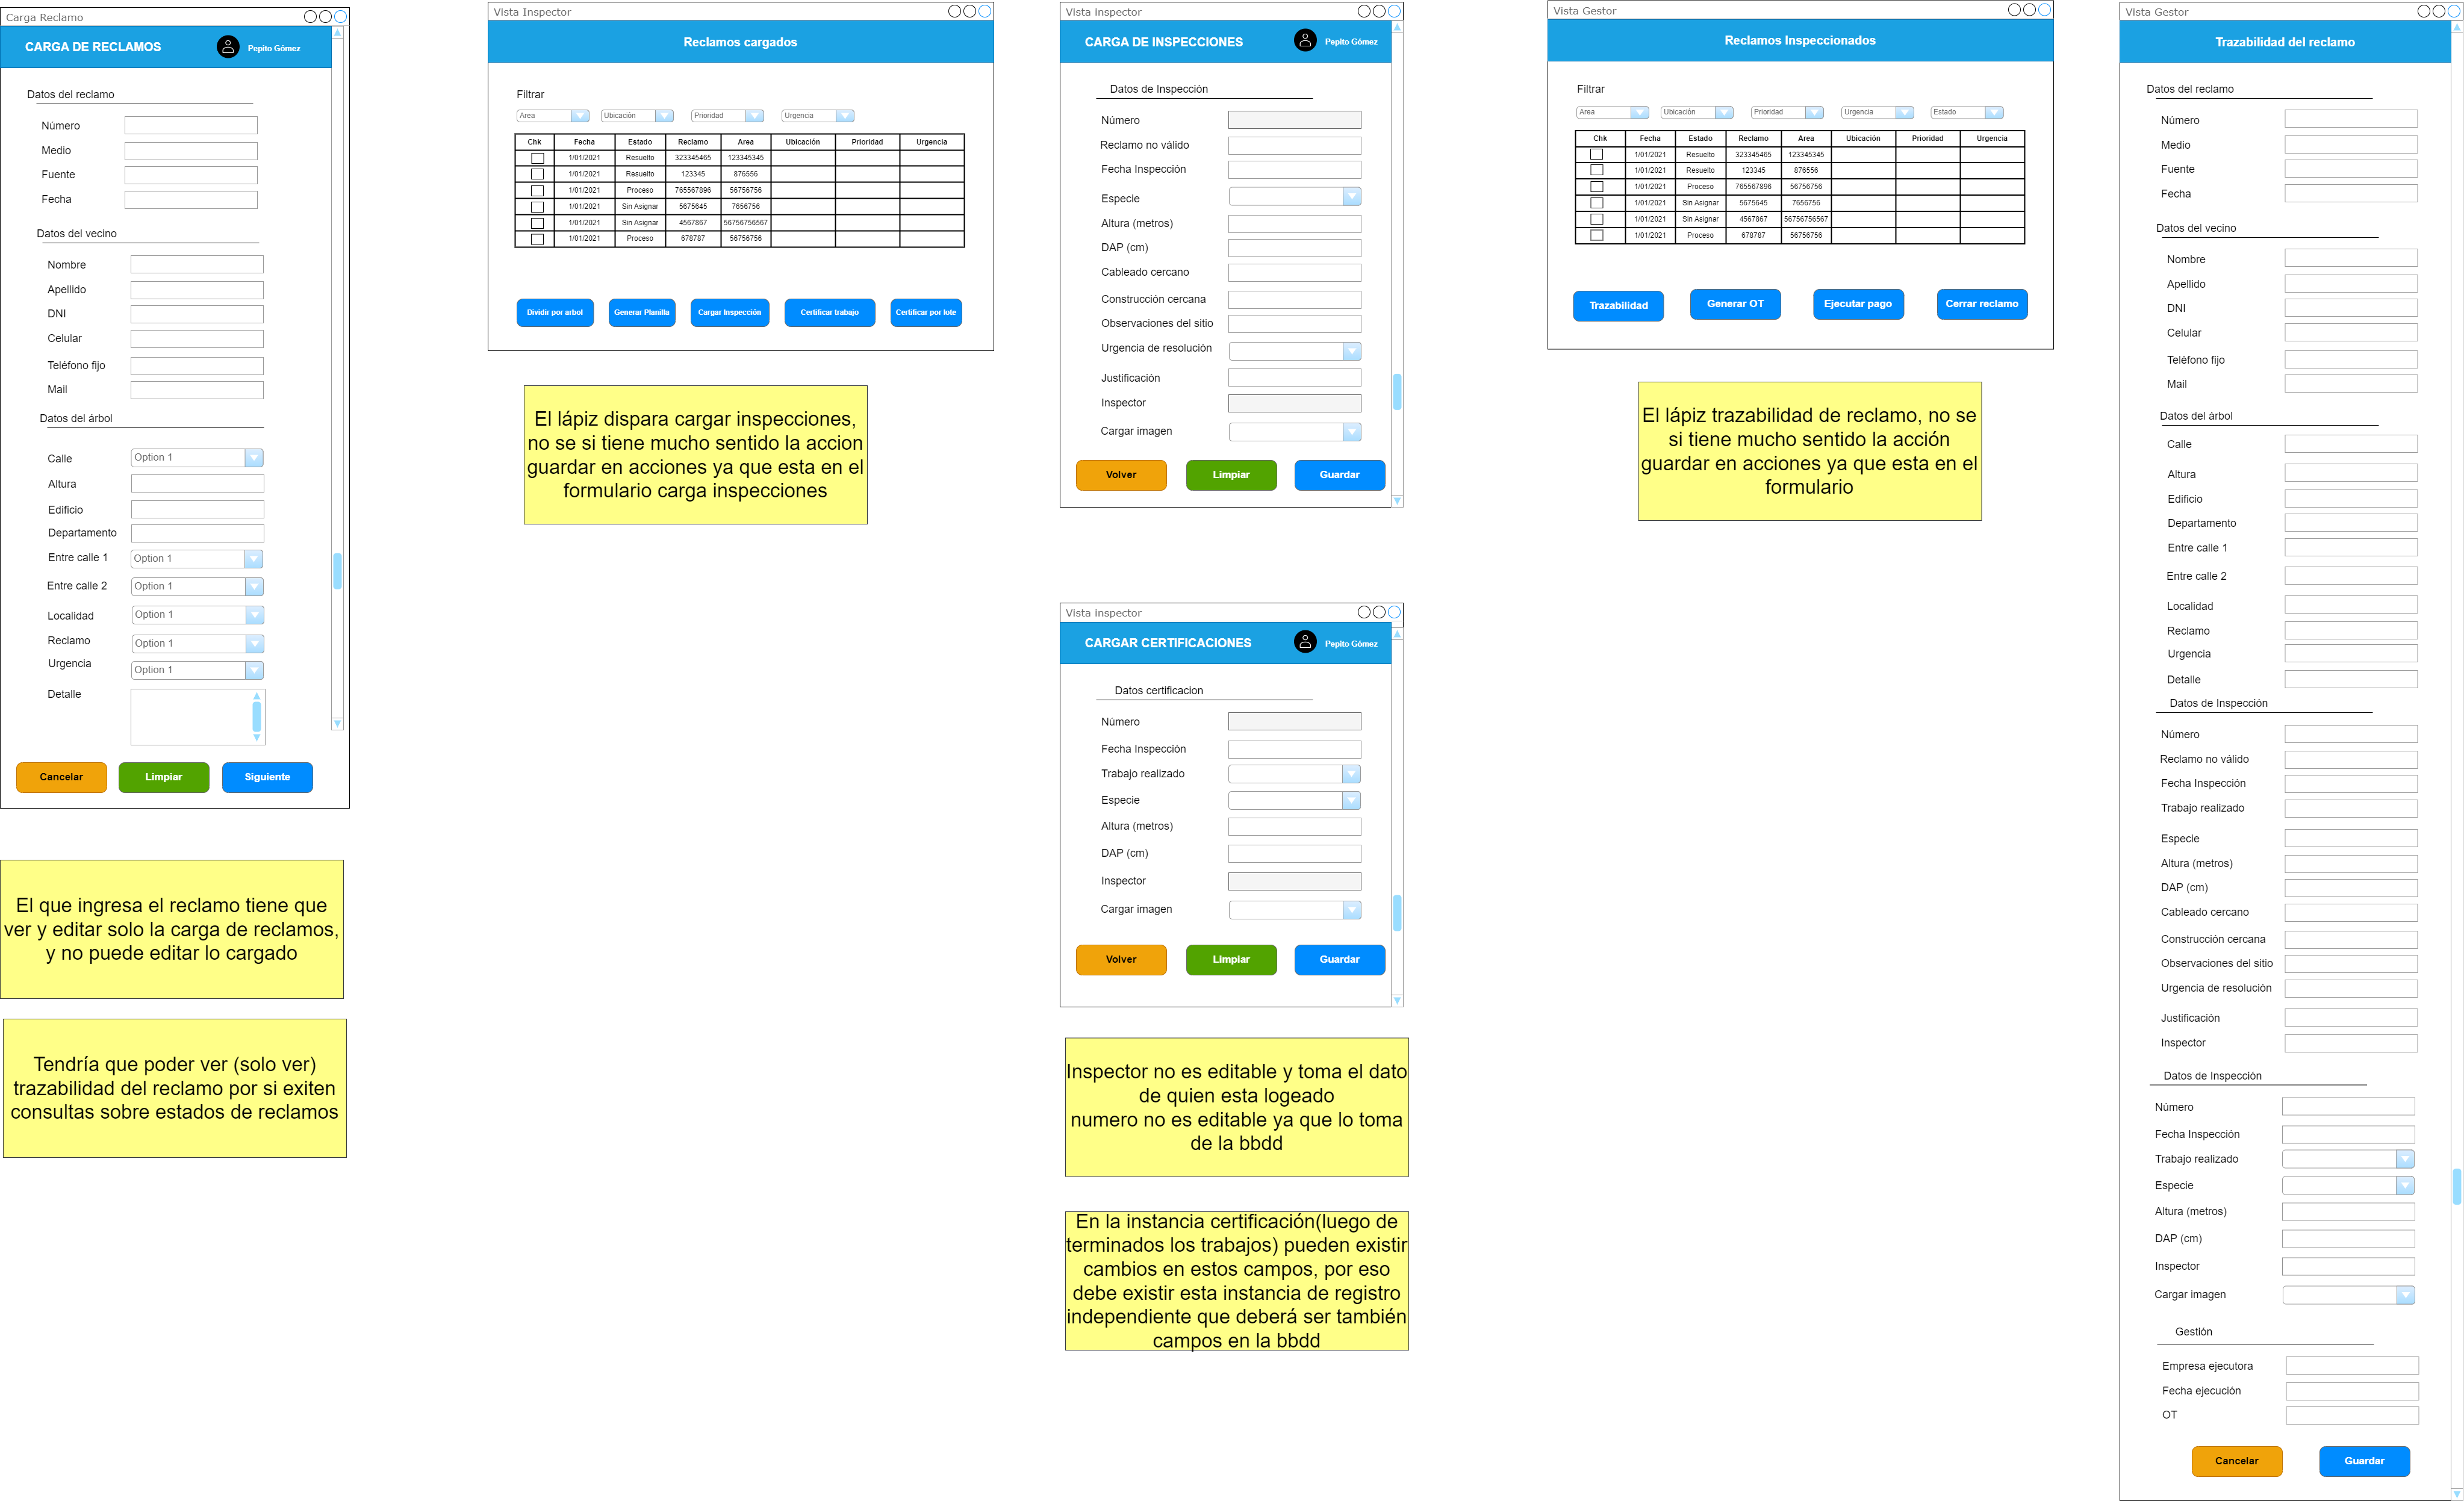 Carga Reclamo
CARGA DE RECLAMOS
Pepito Gómez
Datos del reclamo
Número
Medio
Fuente
Fecha
Datos del vecino
Nombre
Apellido
DNI
Celular
Teléfono fijo
Mail
Datos del árbol
Calle Option 1
Altura
Edificio
Departamento
Entre calle 1 Option 1
Entre calle 2 Option 1
Localidad Option 1
Reclamo Option 1
Urgencia Option 1
Detalle
Cancelar Limpiar Siguiente
El que ingresa el reclamo tiene que
ver y editar solo la carga de reclamos,
y no puede editar lo cargado
Tendría que poder ver (solo ver)
trazabilidad del reclamo por si exiten
consultas sobre estados de reclamos
Vista Inspector
Reclamos cargados
Filtrar
Area Ubicación Prioridad Urgencia
Chk Fecha Estado Reclamo Area Ubicación Prioridad Urgencia
1/01/2021 Resuelto 323345465 123345345
1/01/2021 Resuelto 123345 876556
1/01/2021 Proceso 765567896 56756756
1/01/2021 Sin Asignar 5675645 7656756
1/01/2021 Sin Asignar 4567867 56756756567
1/01/2021 Proceso 678787 56756756
Dividir por arbol Generar Planilla Cargar Inspección Certificar trabajo Certificar por lote
El lápiz dispara cargar inspecciones,
no se si tiene mucho sentido la accion
guardar en acciones ya que esta en el
formulario carga inspecciones
Vista inspector
CARGA DE INSPECCIONES
Pepito Gómez
Datos de Inspección
Número
Reclamo no válido
Fecha Inspección
Especie
Altura (metros)
DAP (cm)
Cableado cercano
Construcción cercana
Observaciones del sitio
Urgencia de resolución
Justificación
Inspector
Cargar imagen
Volver Limpiar Guardar
Vista inspector
CARGAR CERTIFICACIONES
Pepito Gómez
Datos certificacion
Número
Fecha Inspección
Trabajo realizado
Especie
Altura (metros)
DAP (cm)
Inspector
Cargar imagen
Volver Limpiar Guardar
Inspector no es editable y toma el dato
de quien esta logeado
numero no es editable ya que lo toma
de la bbdd
En la instancia certificación(luego de
terminados los trabajos) pueden existir
cambios en estos campos, por eso
debe existir esta instancia de registro
independiente que deberá ser también
campos en la bbdd
Vista Gestor
Reclamos Inspeccionados
Filtrar
Area Ubicación Prioridad Urgencia Estado
Chk Fecha Estado Reclamo Area Ubicación Prioridad Urgencia
1/01/2021 Resuelto 323345465 123345345
1/01/2021 Resuelto 123345 876556
1/01/2021 Proceso 765567896 56756756
1/01/2021 Sin Asignar 5675645 7656756
1/01/2021 Sin Asignar 4567867 56756756567
1/01/2021 Proceso 678787 56756756
Trazabilidad Generar OT Ejecutar pago Cerrar reclamo
El lápiz trazabilidad de reclamo, no se
si tiene mucho sentido la acción
guardar en acciones ya que esta en el
formulario
Vista Gestor
Trazabilidad del reclamo
Datos del reclamo
Número
Medio
Fuente
Fecha
Datos del vecino
Nombre
Apellido
DNI
Celular
Teléfono fijo
Mail
Datos del árbol
Calle
Altura
Edificio
Departamento
Entre calle 1
Entre calle 2
Localidad
Reclamo
Urgencia
Detalle
Datos de Inspección
Número
Reclamo no válido
Fecha Inspección
Trabajo realizado
Especie
Altura (metros)
DAP (cm)
Cableado cercano
Construcción cercana
Observaciones del sitio
Urgencia de resolución
Justificación
Inspector
Datos de Inspección
Número
Fecha Inspección
Trabajo realizado
Especie
Altura (metros)
DAP (cm)
Inspector
Cargar imagen
Gestión
Empresa ejecutora
Fecha ejecución
OT
Cancelar Guardar